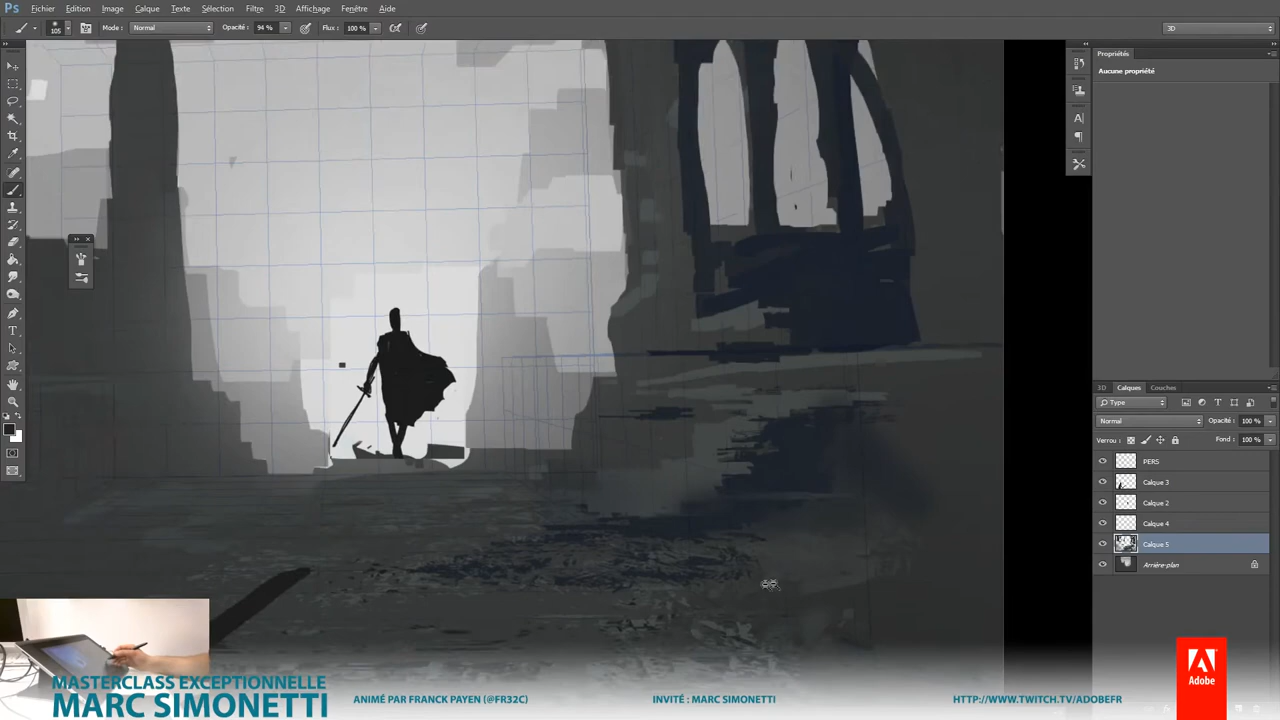 Ps Fichier Edition Image Calque Texte Sélection Filtre 3D Affichage Fenêtre Aide
105 Mode : Normal Opacité : 94 % Flux : 100 % 3D
Propriétés
Aucune propriété
3D Calques Couches
Type
Normal Opacité : 100 %
Verrou : Fond : 100 %
PERS
Calque 3
Calque 2
Calque 4
Calque 5
Arrière-plan
MASTERCLASS EXCEPTIONNELLE
MARC SIMONETTI
ANIMÉ PAR FRANCK PAYEN (@FR32C)
INVITÉ : MARC SIMONETTI
HTTP://WWW.TWITCH.TV/ADOBEFR
Adobe